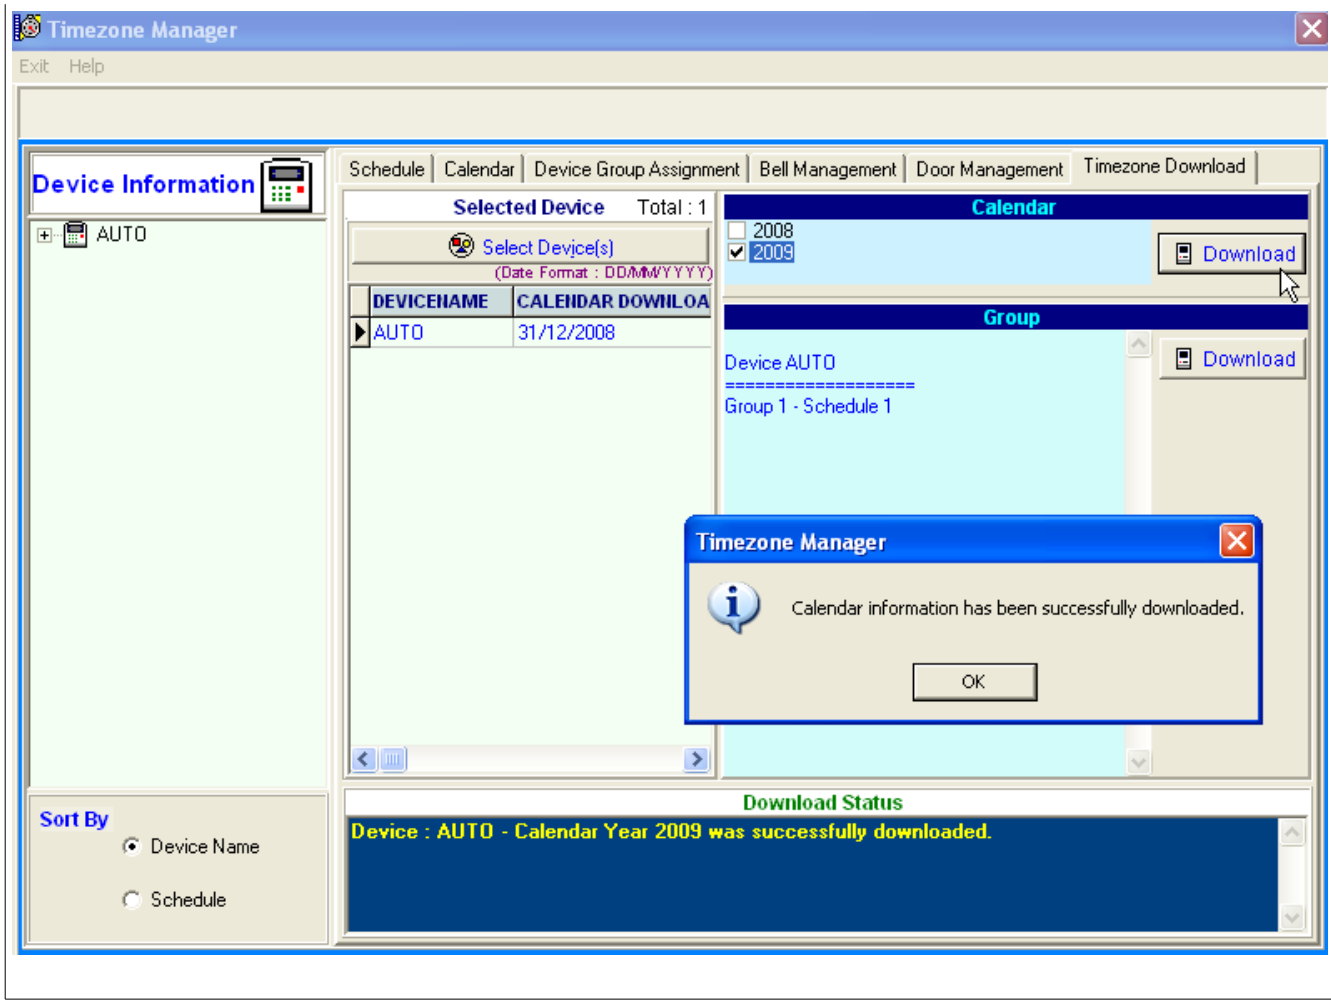 Timezone Manager
Exit Help
Device Information
AUTO
Schedule Calendar Device Group Assignment Bell Management Door Management Timezone Download
Selected Device Total : 1
Select Device(s)
(Date Format : DD/MM/YYYY)
DEVICENAME CALENDAR DOWNLOA
AUTO 31/12/2008
Calendar
2008
2009
Download
Group
Download
Device AUTO
===================
Group 1 - Schedule 1
Timezone Manager
Calendar information has been successfully downloaded.
OK
Sort By
Device Name
Schedule
Download Status
Device : AUTO - Calendar Year 2009 was successfully downloaded.